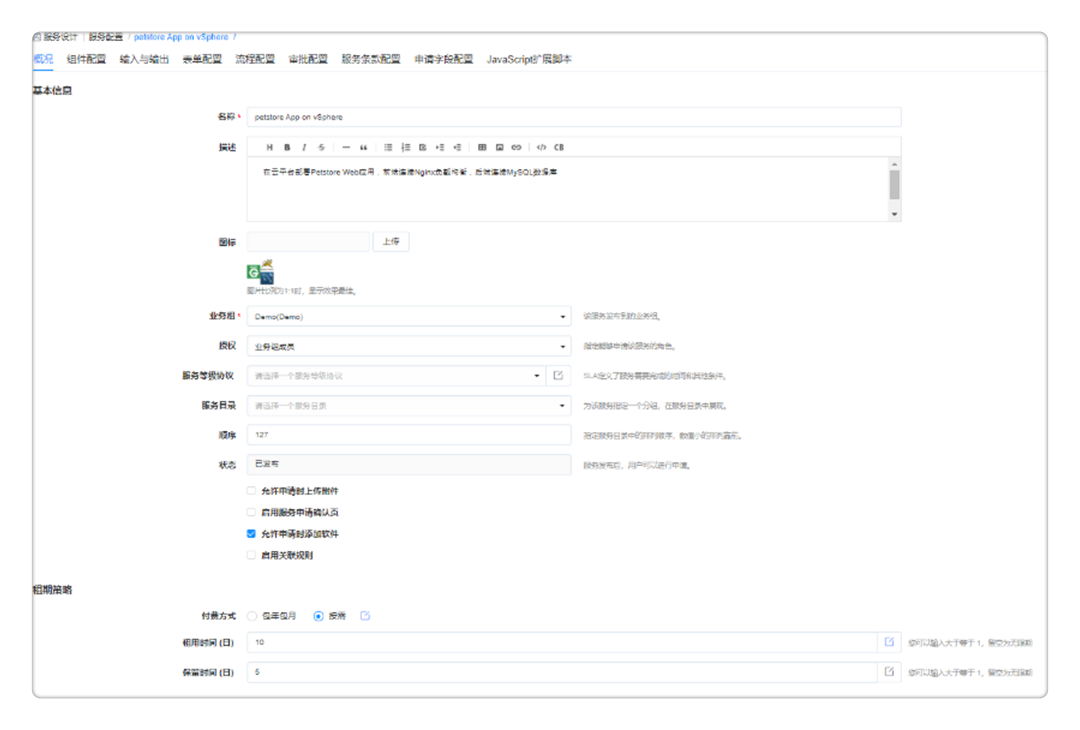 服务设计 | 服务配置 / petstore App on vSphere /
概况 组件配置 输入与输出 表单配置 流程配置 审批配置 服务条款配置 申请字段配置 JavaScript扩展脚本
基本信息
名称 * petstore App on vSphere
描述 H B I S
在云平台部署Petstore Web应用，前端连接Nginx负载均衡，后端连接MySQL数据库
图标 上传
图片比例为1:1时，显示效果最佳。
业务组 * Demo(Demo) 该服务发布到的业务组。
授权 业务组成员 指定能够申请该服务的角色。
服务等级协议 请选择一个服务等级协议 SLA定义了服务需要完成的时间和其他条件。
服务目录 请选择一个服务目录 为该服务指定一个分组，在服务目录中展现。
顺序 127 指定服务目录中的排列顺序，数值小的排列靠前。
状态 已发布 服务发布后，用户可以进行申请。
允许申请时上传附件
启用服务申请确认页
允许申请时添加软件
启用关联规则
租期策略
付费方式 包年包月 按需
租用时间 (日) 10 您可以输入大于等于 1，留空为无限期
保留时间 (日) 5 您可以输入大于等于 1，留空为无限期